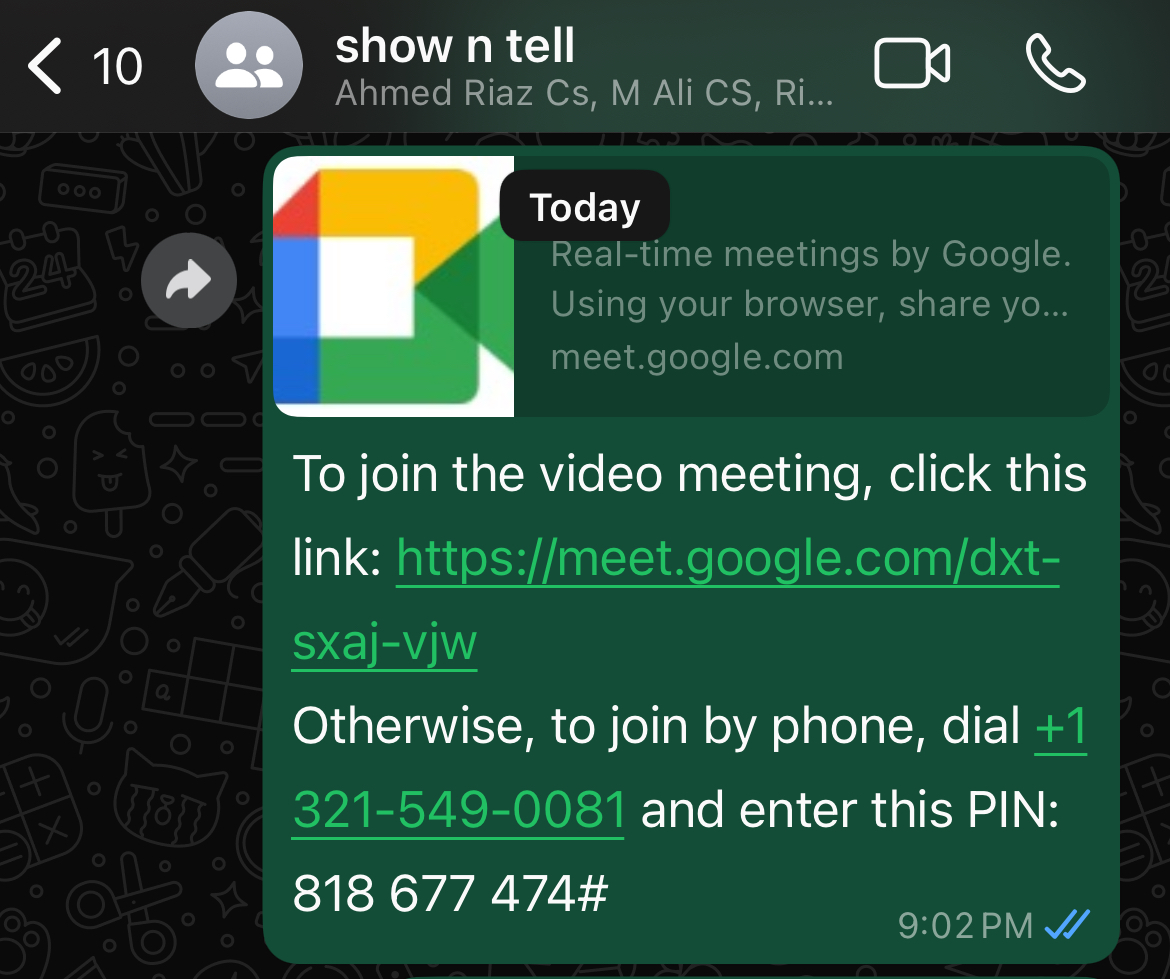 10
show n tell
Ahmed Riaz Cs, M Ali CS, Ri...
Today
Real-time meetings by Google.
Using your browser, share yo...
meet.google.com
To join the video meeting, click this
link: https://meet.google.com/dxt-
sxaj-vjw
Otherwise, to join by phone, dial +1
321-549-0081 and enter this PIN:
818 677 474#
9:02 PM